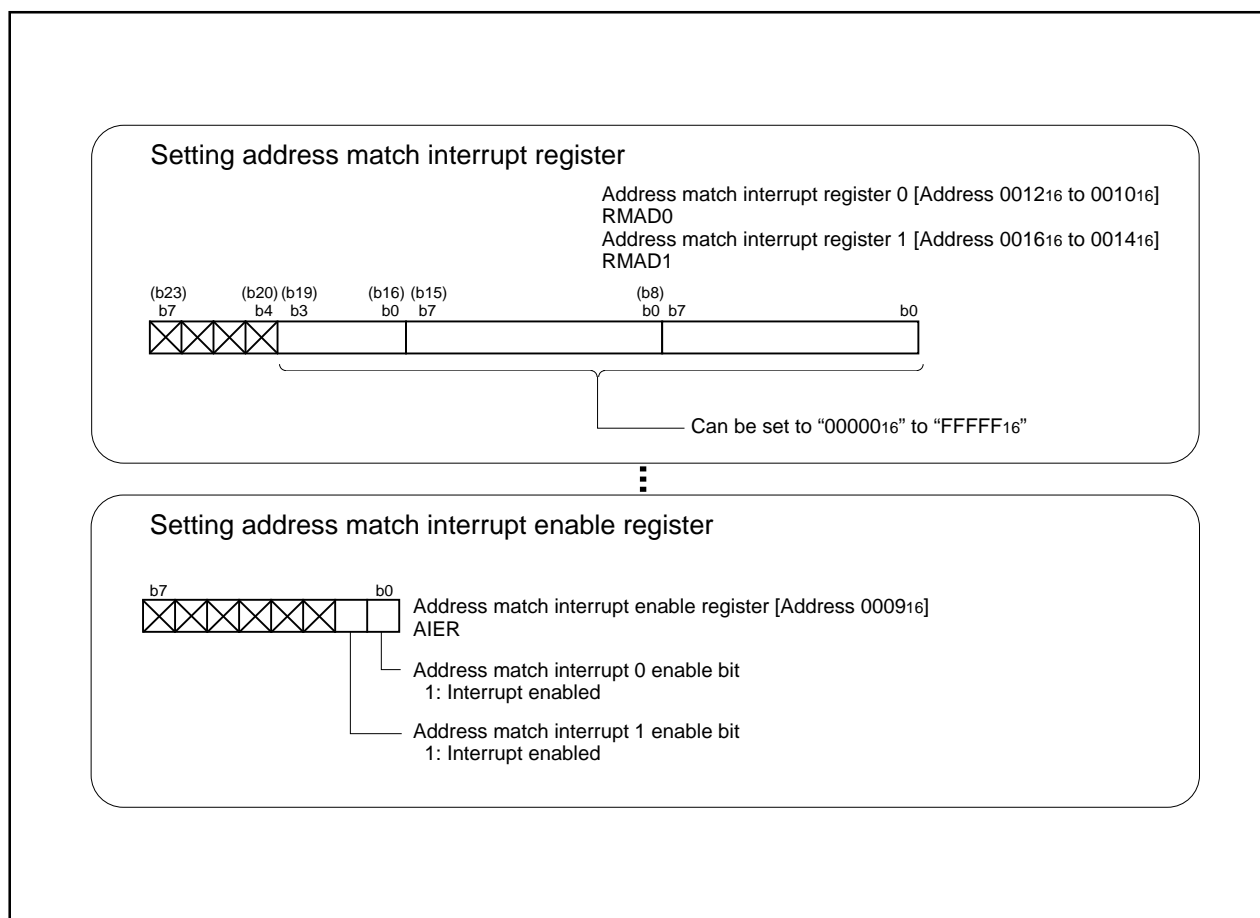 Setting address match interrupt register
Address match interrupt register 0 [Address 001216 to 001016]
RMAD0
Address match interrupt register 1 [Address 001616 to 001416]
RMAD1
(b23) (b20) (b19) (b16) (b15) (b8)
b7 b4 b3 b0 b7 b0 b7 b0
Can be set to “0000016” to “FFFFF16”
Setting address match interrupt enable register
b7 b0
Address match interrupt enable register [Address 000916]
AIER
Address match interrupt 0 enable bit
1: Interrupt enabled
Address match interrupt 1 enable bit
1: Interrupt enabled